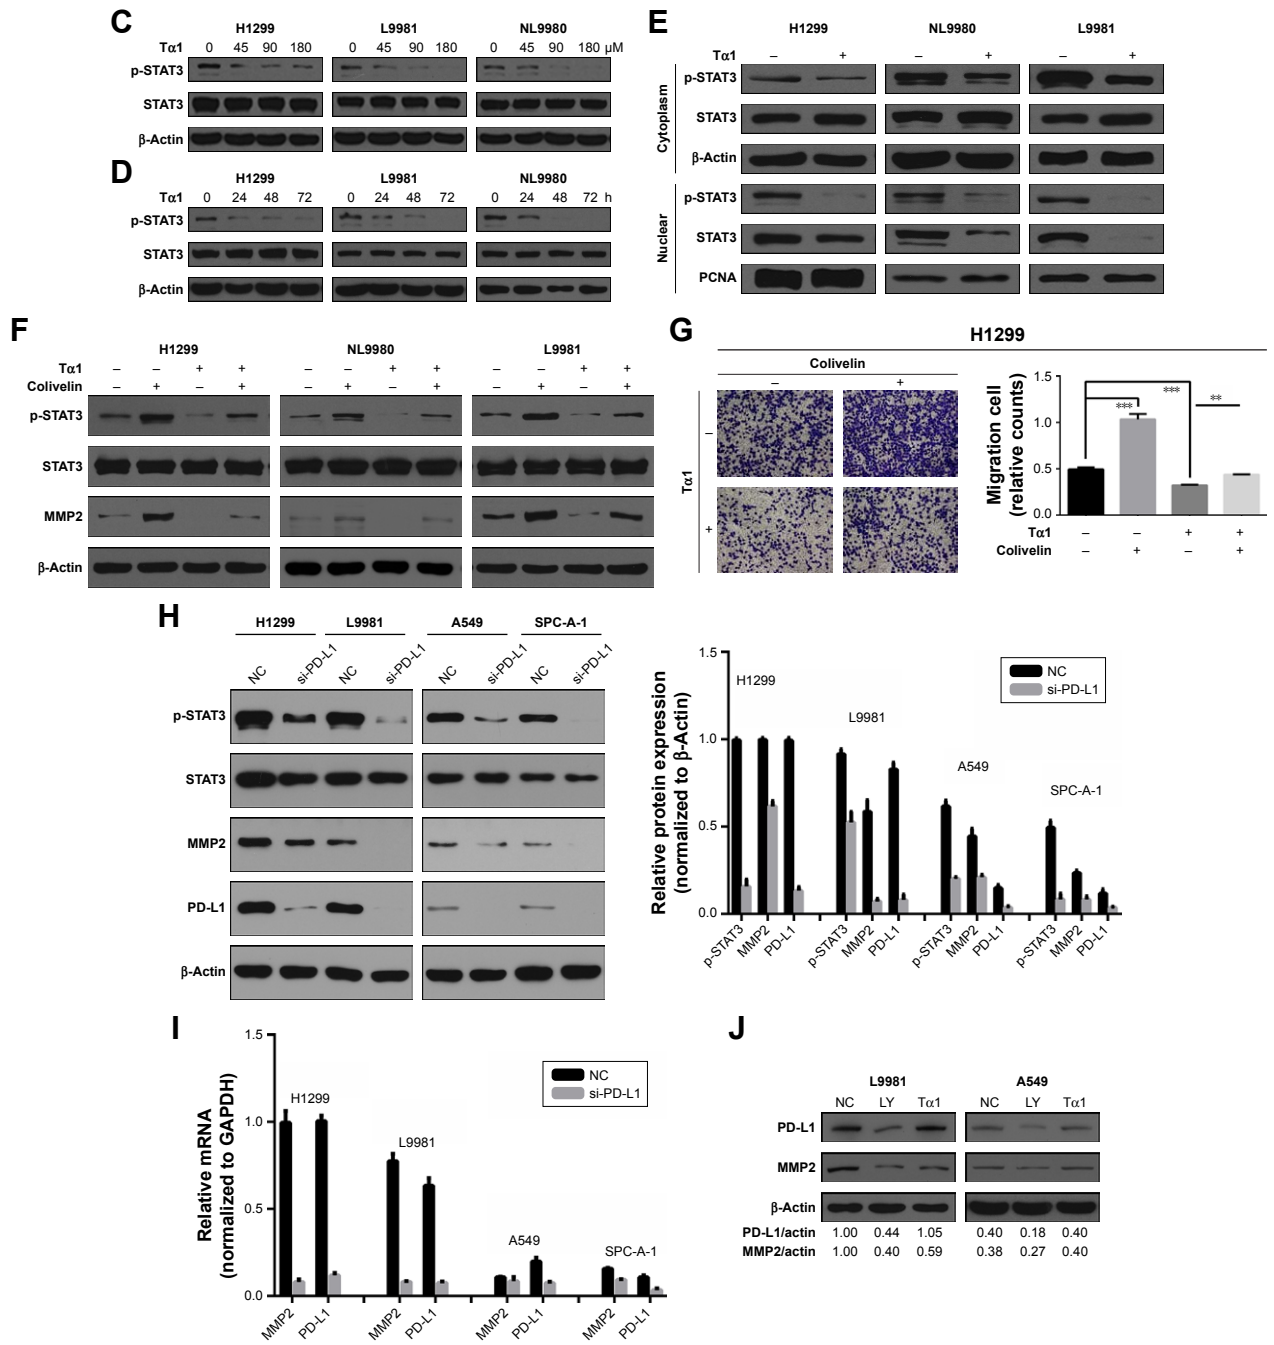 C
H1299 L9981 NL9980
Tα1 0 45 90 180 0 45 90 180 0 45 90 180 μM
p-STAT3
STAT3
β-Actin
D
H1299 L9981 NL9980
Tα1 0 24 48 72 0 24 48 72 0 24 48 72 h
p-STAT3
STAT3
β-Actin
E
H1299 NL9980 L9981
Tα1 – + – + – +
Cytoplasm
p-STAT3
STAT3
β-Actin
Nuclear
p-STAT3
STAT3
PCNA
F
H1299 NL9980 L9981
Tα1 – – + + – – + + – – + +
Colivelin – + – + – + – + – + – +
p-STAT3
STAT3
MMP2
β-Actin
G
H1299
Colivelin
– +
Tα1
–
+
Migration cell
(relative counts)
1.5
1.0
0.5
0.0
*** *** **
Tα1 – – + +
Colivelin – + – +
H
H1299 L9981 A549 SPC-A-1
NC si-PD-L1 NC si-PD-L1 NC si-PD-L1 NC si-PD-L1
p-STAT3
STAT3
MMP2
PD-L1
β-Actin
Relative protein expression
(normalized to β-Actin)
1.5
1.0
0.5
0.0
NC
si-PD-L1
H1299
L9981
A549
SPC-A-1
p-STAT3 MMP2 PD-L1 p-STAT3 MMP2 PD-L1 p-STAT3 MMP2 PD-L1 p-STAT3 MMP2 PD-L1
I
Relative mRNA
(normalized to GAPDH)
1.5
1.0
0.5
0.0
NC
si-PD-L1
H1299
L9981
A549
SPC-A-1
MMP2 PD-L1 MMP2 PD-L1 MMP2 PD-L1 MMP2 PD-L1
J
L9981 A549
NC LY Tα1 NC LY Tα1
PD-L1
MMP2
β-Actin
PD-L1/actin 1.00 0.44 1.05 0.40 0.18 0.40
MMP2/actin 1.00 0.40 0.59 0.38 0.27 0.40